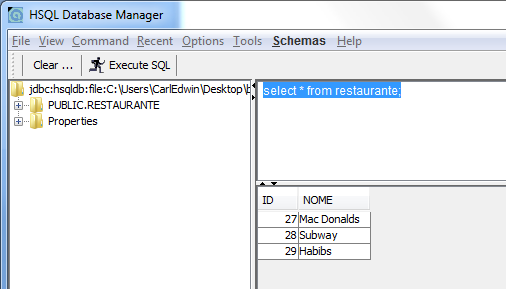 HSQL Database Manager
File View Command Recent Options Tools Schemas Help
Clear ... Execute SQL
jdbc:hsqldb:file:C:\Users\CarlEdwin\Desktop\
PUBLIC.RESTAURANTE
Properties
select * from restaurante;
ID NOME
27 Mac Donalds
28 Subway
29 Habibs